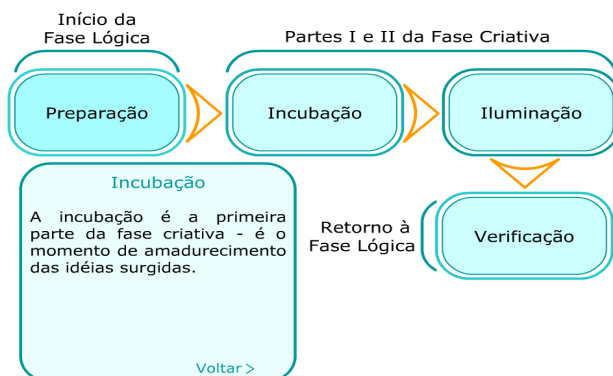 Início da
Fase Lógica
Partes I e II da Fase Criativa
Preparação
Incubação
Iluminação
Incubação
A incubação é a primeira
parte da fase criativa - é o
momento de amadurecimento
das idéias surgidas.
Voltar >
Retorno à
Fase Lógica
Verificação